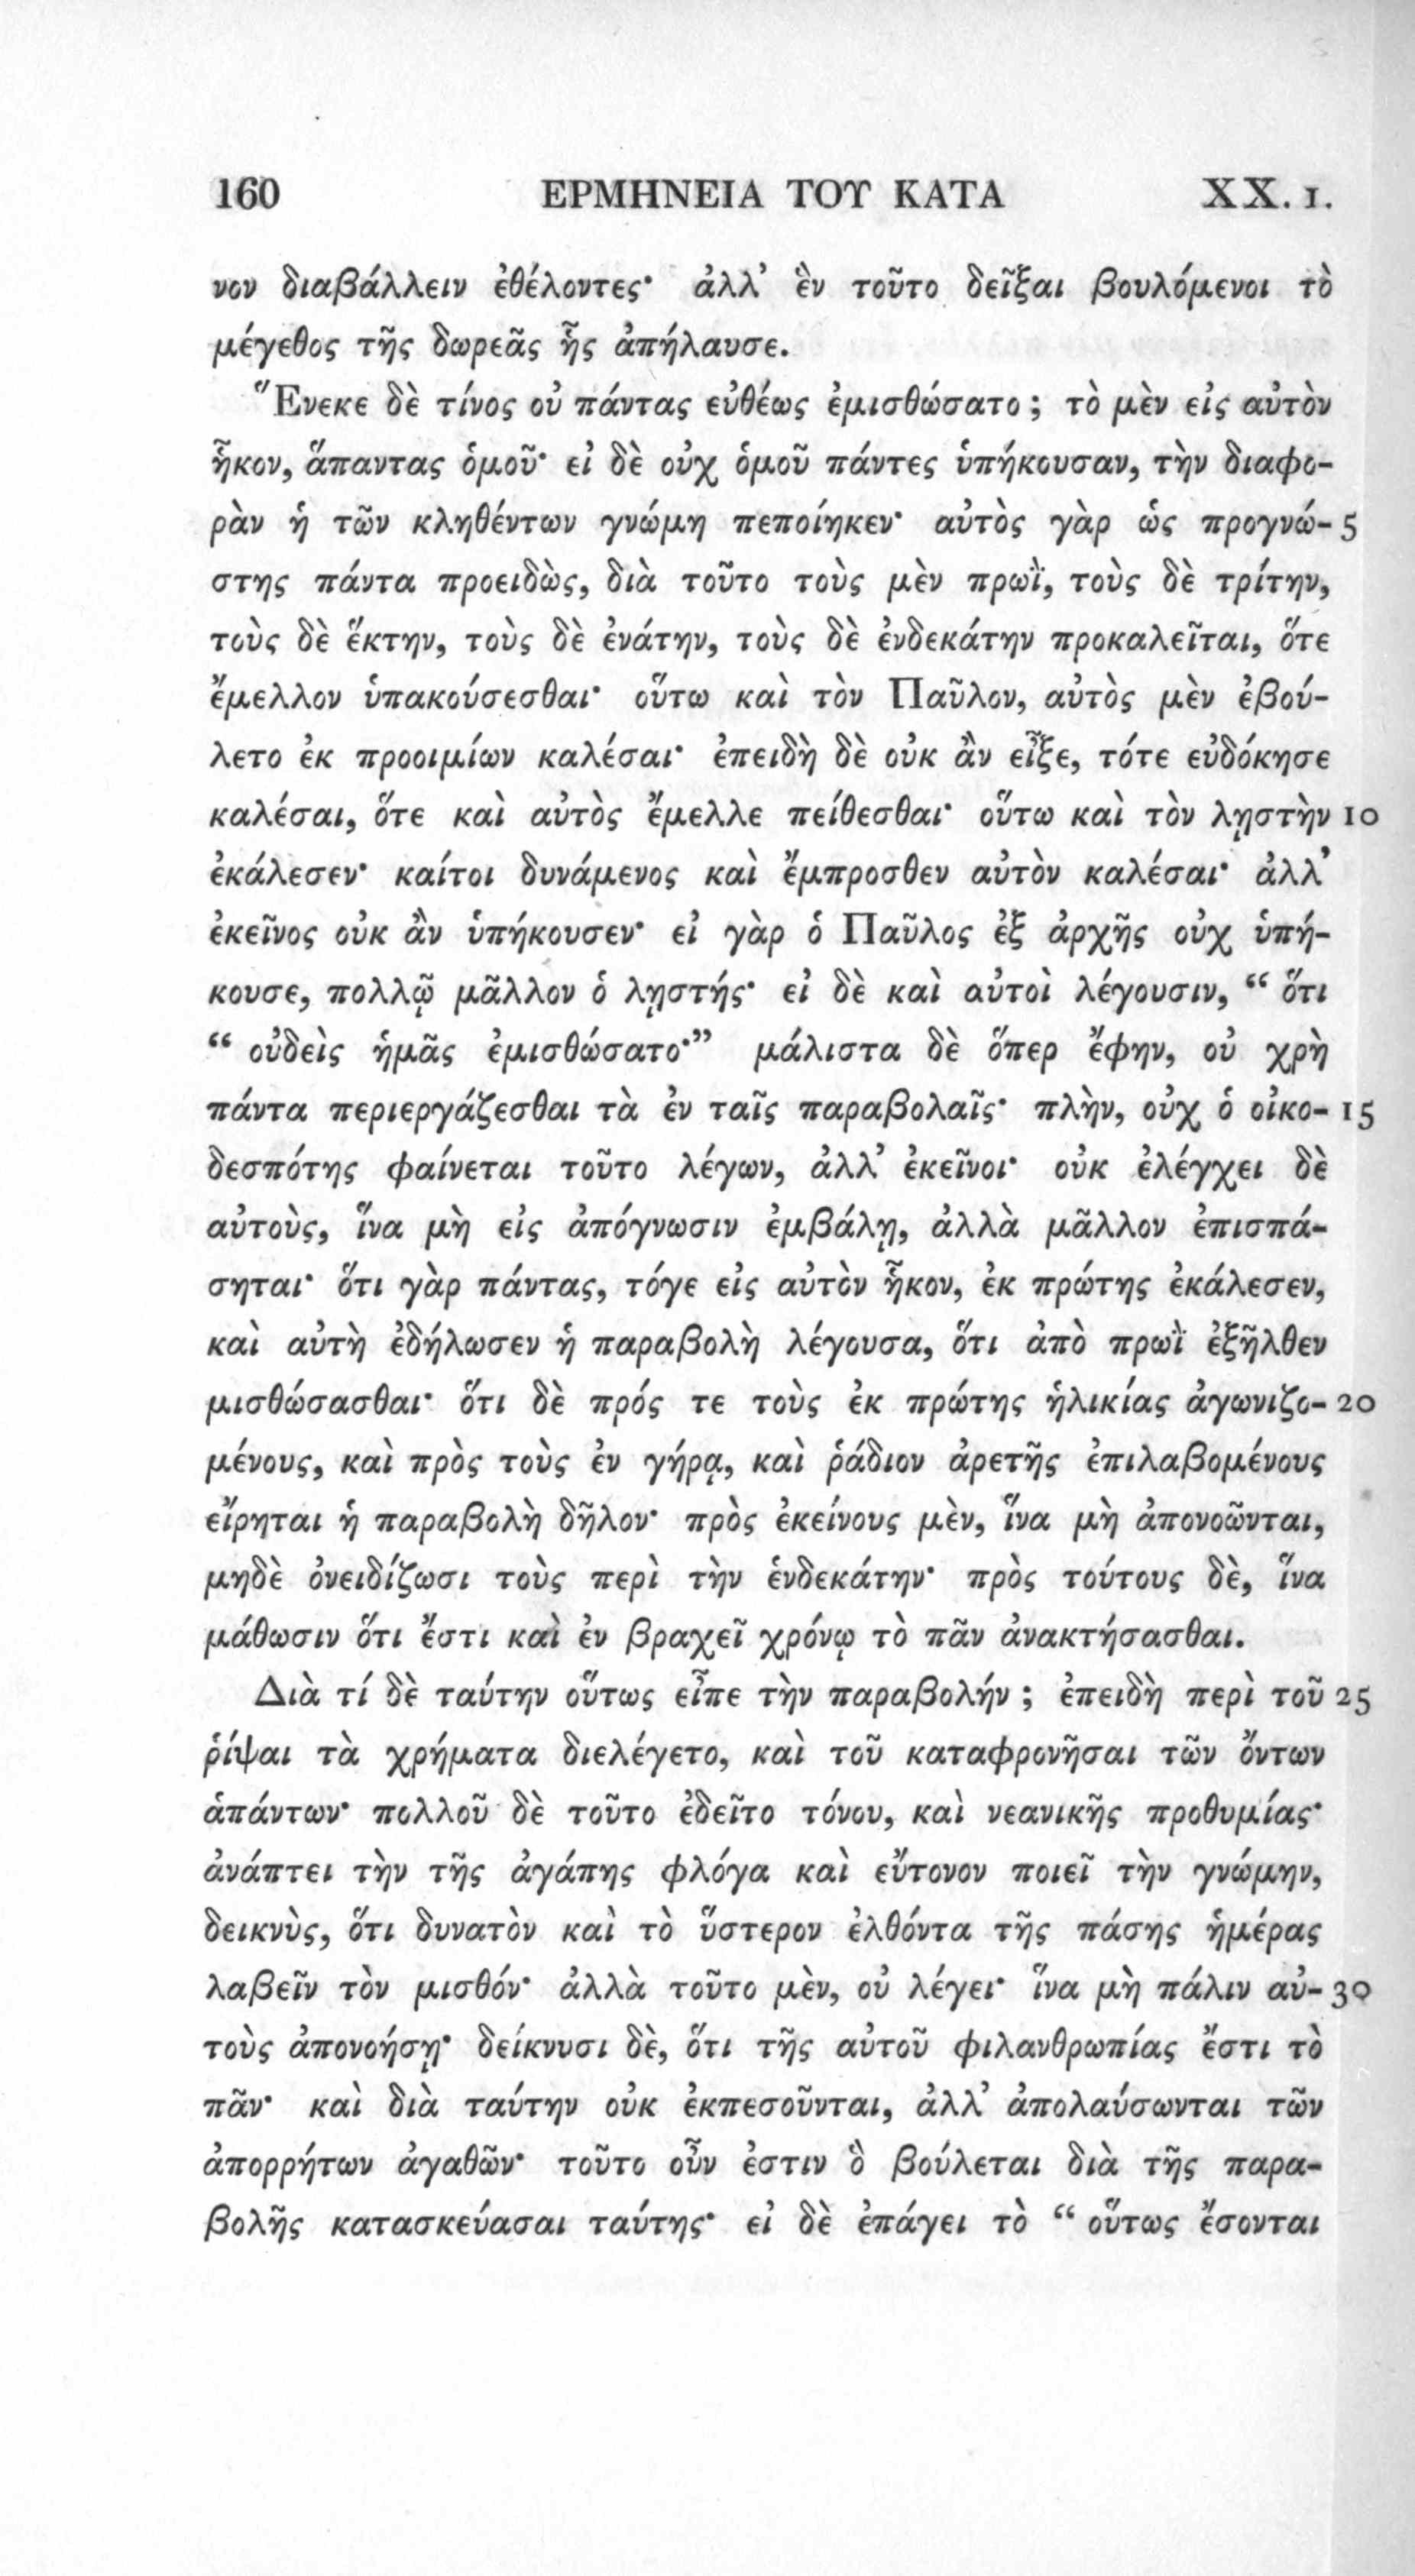 160 ΕΡΜΗΝΕΙΑ ΤΟΥ ΚΑΤΑ XX. 1.
νον διαβάλλειν ἐθέλοντες· ἀλλ’ ἓν τοῦτο δεῖξαι βουλόμενοι τὸ
μέγεθος τῆς δωρεᾶς ἧς ἀπήλαυσε.
Ἕνεκε δὲ τίνος οὐ πάντας εὐθέως ἐμισθώσατο; τὸ μὲν εἰς αὐτὸν
ἧκον, ἅπαντας ὁμοῦ· εἰ δὲ οὐχ ὁμοῦ πάντες ὑπήκουσαν, τὴν διαφο-
ρὰν ἡ τῶν κληθέντων γνώμη πεποίηκεν· αὐτὸς γὰρ ὡς προγνώ- 5
στης πάντα προειδὼς, διὰ τοῦτο τοὺς μὲν πρωῒ, τοὺς δὲ τρίτην,
τοὺς δὲ ἕκτην, τοὺς δὲ ἐνάτην, τοὺς δὲ ἑνδεκάτην προκαλεῖται, ὅτε
ἔμελλον ὑπακούσεσθαι· οὕτω καὶ τὸν Παῦλον, αὐτὸς μὲν ἐβού-
λετο ἐκ προοιμίων καλέσαι· ἐπειδὴ δὲ οὐκ ἂν εἶξε, τότε εὐδόκησε
καλέσαι, ὅτε καὶ αὐτὸς ἔμελλε πείθεσθαι· οὕτω καὶ τὸν λῃστὴν 10
ἐκάλεσεν· καίτοι δυνάμενος καὶ ἔμπροσθεν αὐτὸν καλέσαι· ἀλλ’
ἐκεῖνος οὐκ ἂν ὑπήκουσεν· εἰ γὰρ ὁ Παῦλος ἐξ ἀρχῆς οὐχ ὑπή-
κουσε, πολλῷ μᾶλλον ὁ λῃστής· εἰ δὲ καὶ αὐτοὶ λέγουσιν, “ ὅτι
“ οὐδεὶς ἡμᾶς ἐμισθώσατο·” μάλιστα δὲ ὅπερ ἔφην, οὐ χρὴ
πάντα περιεργάζεσθαι τὰ ἐν ταῖς παραβολαῖς· πλὴν, οὐχ ὁ οἰκο- 15
δεσπότης φαίνεται τοῦτο λέγων, ἀλλ’ ἐκεῖνοι· οὐκ ἐλέγχει δὲ
αὐτοὺς, ἵνα μὴ εἰς ἀπόγνωσιν ἐμβάλῃ, ἀλλὰ μᾶλλον ἐπισπά-
σηται· ὅτι γὰρ πάντας, τόγε εἰς αὐτὸν ἧκον, ἐκ πρώτης ἐκάλεσεν,
καὶ αὐτὴ ἐδήλωσεν ἡ παραβολὴ λέγουσα, ὅτι ἀπὸ πρωῒ ἐξῆλθεν
μισθώσασθαι· ὅτι δὲ πρός τε τοὺς ἐκ πρώτης ἡλικίας ἀγωνιζο- 20
μένους, καὶ πρὸς τοὺς ἐν γήρᾳ, καὶ ῥάδιον ἀρετῆς ἐπιλαβομένους
εἴρηται ἡ παραβολὴ δῆλον· πρὸς ἐκείνους μὲν, ἵνα μὴ ἀπονοῶνται,
μηδὲ ὀνειδίζωσι τοὺς περὶ τὴν ἑνδεκάτην· πρὸς τούτους δὲ, ἵνα
μάθωσιν ὅτι ἔστι καὶ ἐν βραχεῖ χρόνῳ τὸ πᾶν ἀνακτήσασθαι.
Διὰ τί δὲ ταύτην οὕτως εἶπε τὴν παραβολήν; ἐπειδὴ περὶ τοῦ 25
ῥίψαι τὰ χρήματα διελέγετο, καὶ τοῦ καταφρονῆσαι τῶν ὄντων
ἁπάντων· πολλοῦ δὲ τοῦτο ἐδεῖτο τόνου, καὶ νεανικῆς προθυμίας·
ἀνάπτει τὴν τῆς ἀγάπης φλόγα καὶ εὔτονον ποιεῖ τὴν γνώμην,
δεικνὺς, ὅτι δυνατὸν καὶ τὸ ὕστερον ἐλθόντα τῆς πάσης ἡμέρας
λαβεῖν τὸν μισθόν· ἀλλὰ τοῦτο μὲν, οὐ λέγει· ἵνα μὴ πάλιν αὐ- 30
τοὺς ἀπονοήσῃ· δείκνυσι δὲ, ὅτι τῆς αὐτοῦ φιλανθρωπίας ἔστι τὸ
πᾶν· καὶ διὰ ταύτην οὐκ ἐκπεσοῦνται, ἀλλ’ ἀπολαύσωνται τῶν
ἀπορρήτων ἀγαθῶν· τοῦτο οὖν ἐστιν ὃ βούλεται διὰ τῆς παρα-
βολῆς κατασκεύασαι ταύτης· εἰ δὲ ἐπάγει τὸ “ οὕτως ἔσονται